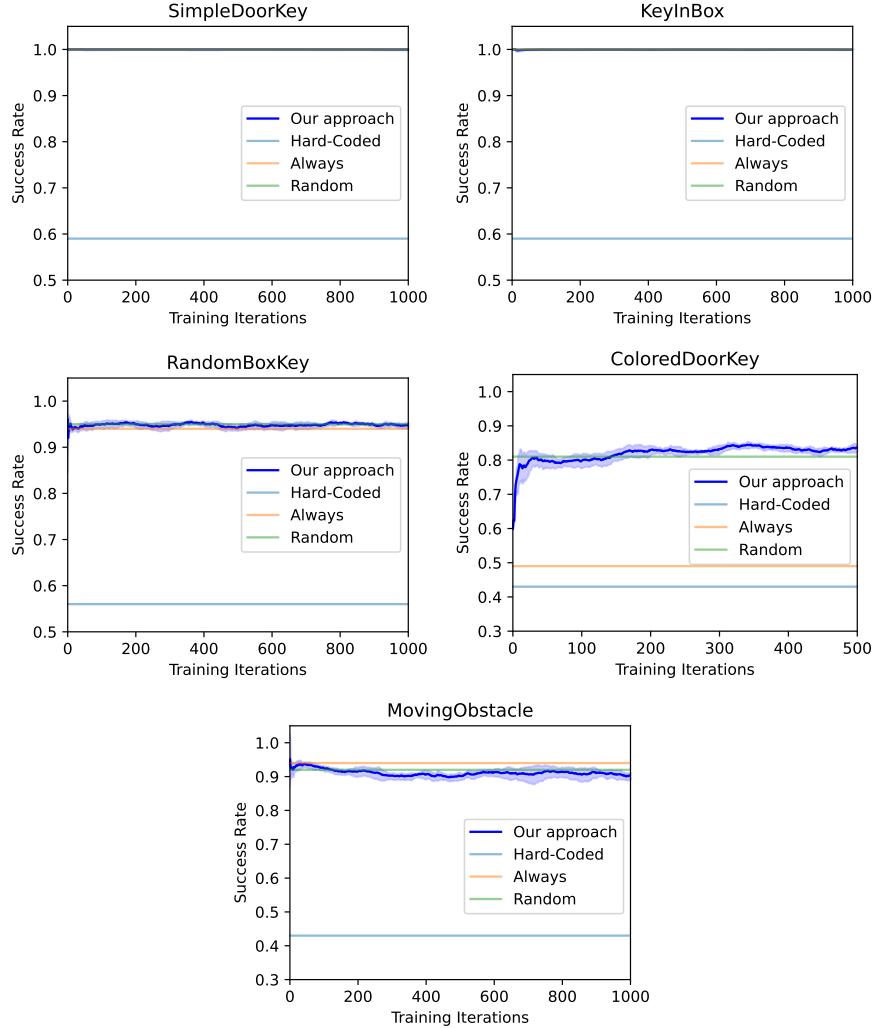 SimpleDoorKey
1.0
0.9
0.8
0.7
0.6
0.5
Success Rate
Our approach
Hard-Coded
Always
Random
0 200 400 600 800 1000
Training Iterations
KeyInBox
1.0
0.9
0.8
0.7
0.6
0.5
Success Rate
Our approach
Hard-Coded
Always
Random
0 200 400 600 800 1000
Training Iterations
RandomBoxKey
1.0
0.9
0.8
0.7
0.6
0.5
Success Rate
Our approach
Hard-Coded
Always
Random
0 200 400 600 800 1000
Training Iterations
ColoredDoorKey
1.0
0.9
0.8
0.7
0.6
0.5
0.4
0.3
Success Rate
Our approach
Hard-Coded
Always
Random
0 100 200 300 400 500
Training Iterations
MovingObstacle
1.0
0.9
0.8
0.7
0.6
0.5
0.4
0.3
Success Rate
Our approach
Hard-Coded
Always
Random
0 200 400 600 800 1000
Training Iterations